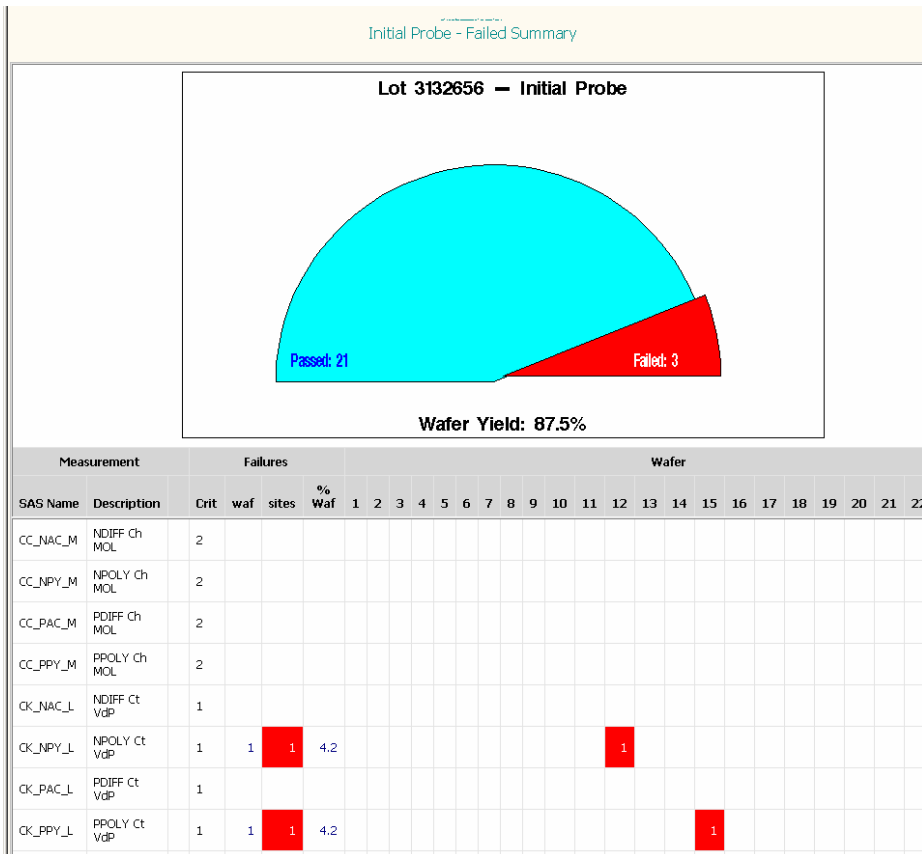 Initial Probe - Failed Summary
Lot 3132656 — Initial Probe
Passed: 21
Failed: 3
Wafer Yield: 87.5%
Measurement Failures Wafer
SAS Name Description Crit waf sites % Waf 1 2 3 4 5 6 7 8 9 10 11 12 13 14 15 16 17 18 19 20 21
CC_NAC_M NDIFF Ch MOL 2
CC_NPY_M NPOLY Ch MOL 2
CC_PAC_M PDIFF Ch MOL 2
CC_PPY_M PPOLY Ch MOL 2
CK_NAC_L NDIFF Ct VdP 1
CK_NPY_L NPOLY Ct VdP 1 1 1 4.2 1
CK_PAC_L PDIFF Ct VdP 1
CK_PPY_L PPOLY Ct VdP 1 1 1 4.2 1